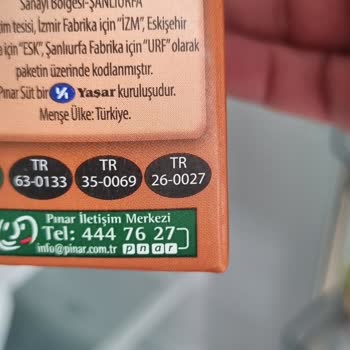 Sanayi Bölgesi-ŞANLIURFA
tim tesisi, İzmir Fabrika için "İZM", Eskişehir
için "ESK", Şanlıurfa Fabrika için "URF" olarak
paketin üzerinde kodlanmıştır.
Pınar Süt bir Yaşar kuruluşudur.
Menşe Ülke: Türkiye.
TR
63-0133
TR
35-0069
TR
26-0027
Pınar İletişim Merkezi
Tel: 444 76 27
info@pinar.com.tr pınar